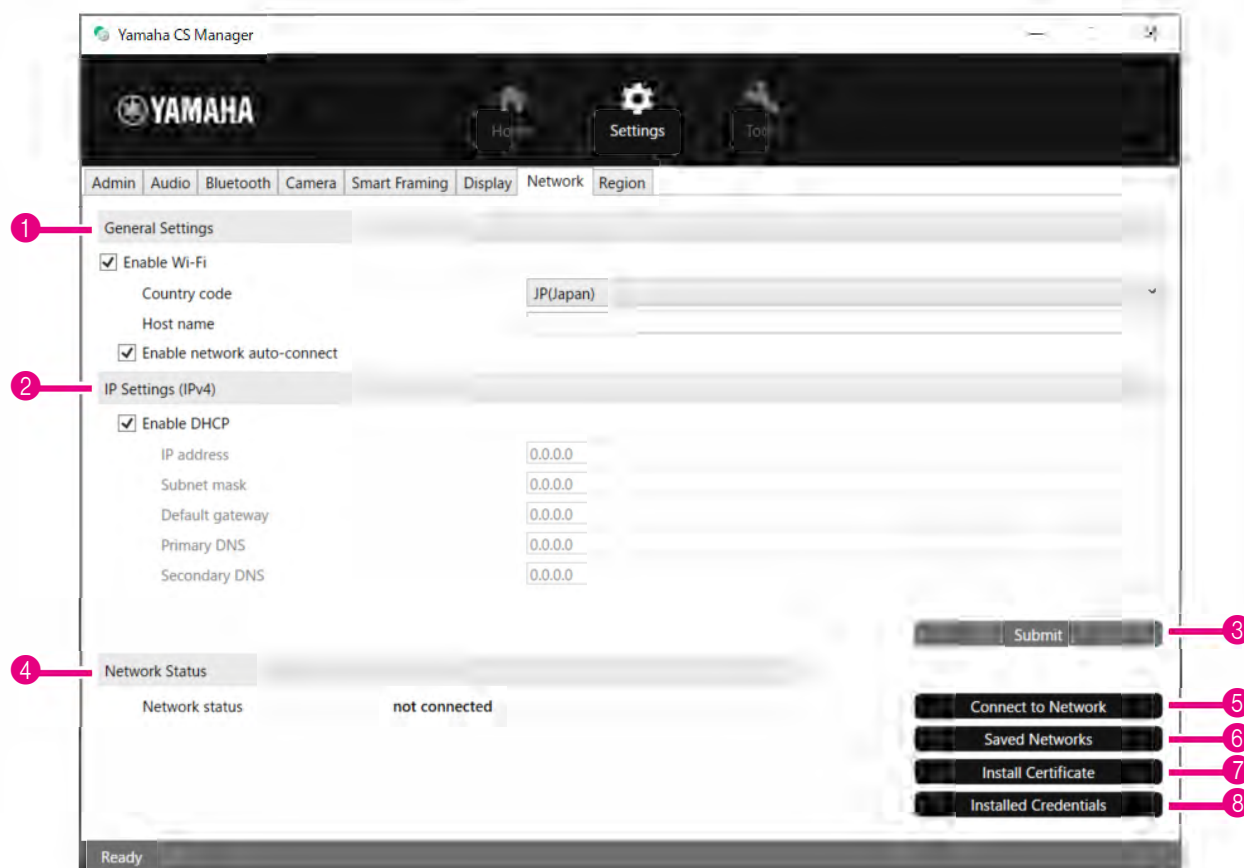 Yamaha CS Manager
YAMAHA
Settings
Admin Audio Bluetooth Camera Smart Framing Display Network Region
1 General Settings
Enable Wi-Fi
Country code JP(Japan)
Host name
Enable network auto-connect
2 IP Settings (IPv4)
Enable DHCP
IP address 0.0.0.0
Subnet mask 0.0.0.0
Default gateway 0.0.0.0
Primary DNS 0.0.0.0
Secondary DNS 0.0.0.0
Submit 3
4 Network Status
Network status not connected
Connect to Network 5
Saved Networks 6
Install Certificate 7
Installed Credentials 8
Ready